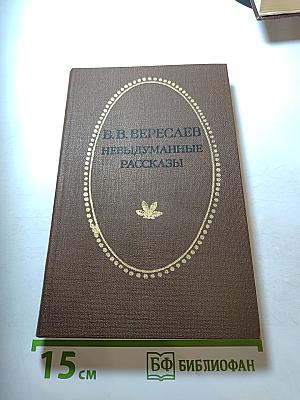 В. В. ВЕРЕСАЕВ
НЕВЫДУМАННЫЕ
РАССКАЗЫ
15 см
БФ БИБЛИОФАН